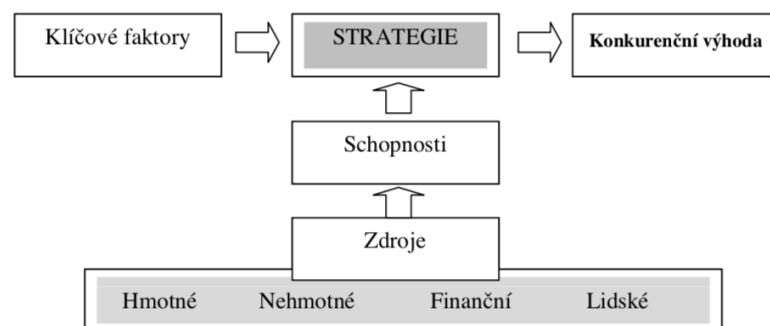 Klíčové faktory
STRATEGIE
Konkurenční výhoda
Schopnosti
Zdroje
Hmotné Nehmotné Finanční Lidské